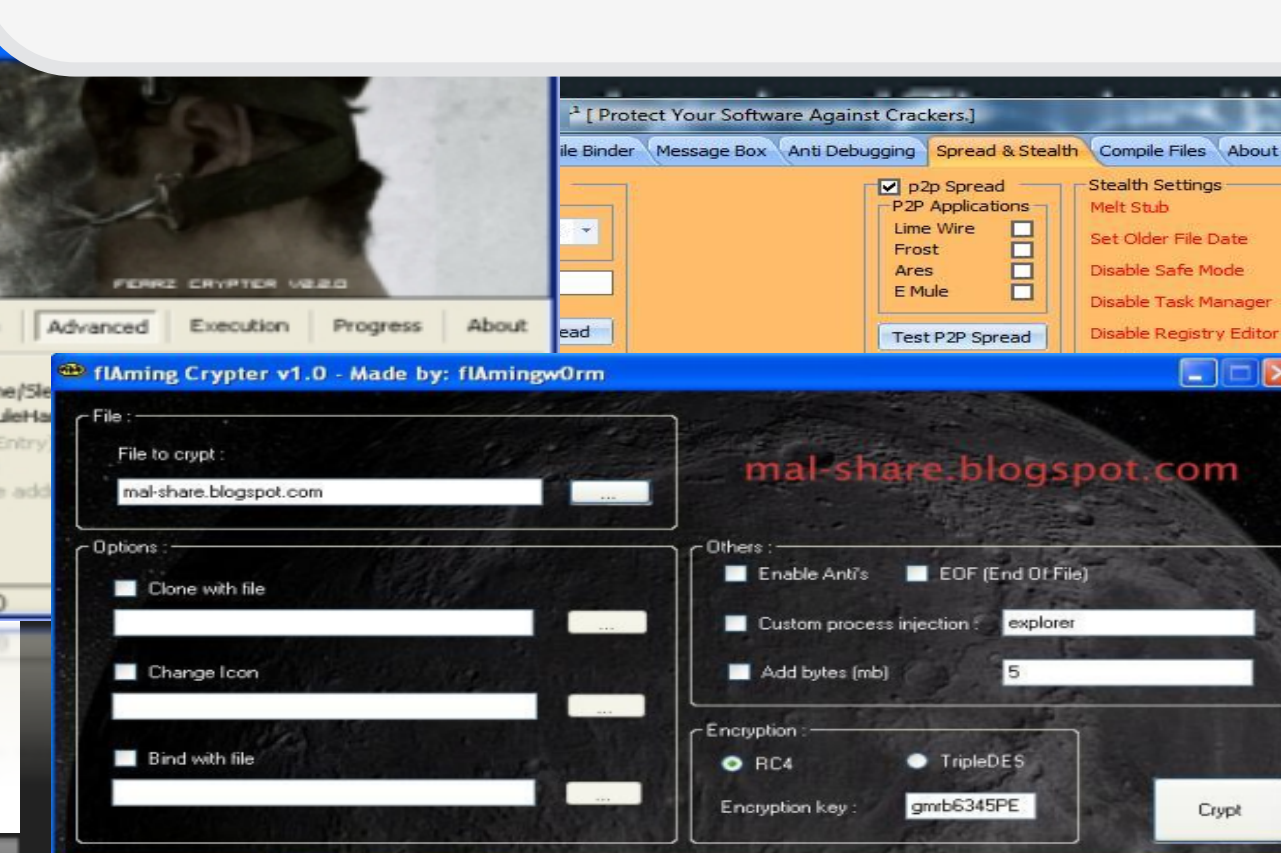 [ Protect Your Software Against Crackers.]
ile Binder Message Box Anti Debugging Spread & Stealth Compile Files About
p2p Spread
P2P Applications
Lime Wire
Frost
Ares
E Mule
Test P2P Spread
Stealth Settings
Melt Stub
Set Older File Date
Disable Safe Mode
Disable Task Manager
Disable Registry Editor
ead
CRYPTER
Advanced Execution Progress About
flAming Crypter v1.0 - Made by: flAmingw0rm
File :
File to crypt :
mal-share.blogspot.com
...
mal-share.blogspot.com
Options :
Clone with file
...
Change Icon
...
Bind with file
...
Others :
Enable Anti's EOF (End Of File)
Custom process injection : explorer
Add bytes (mb) 5
Encryption :
RC4 TripleDES
Encryption key : gmrb6345PE
Crypt